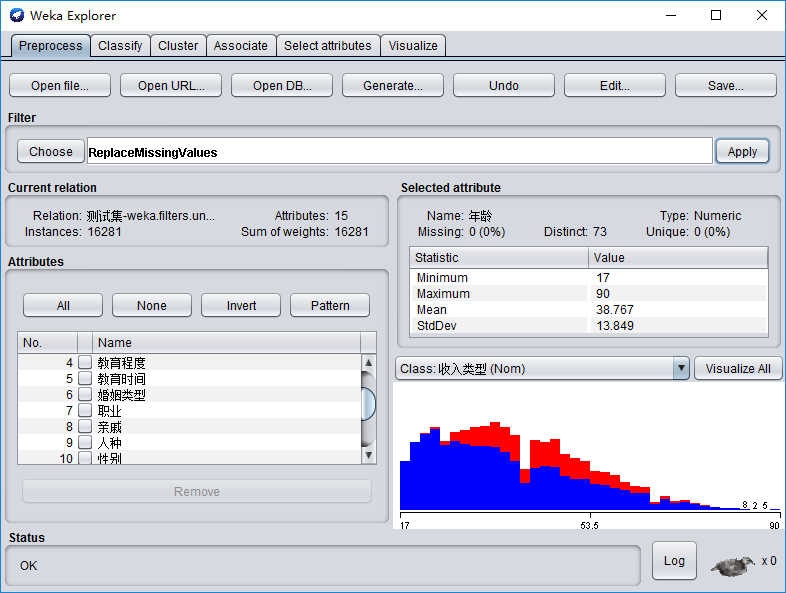 Weka Explorer
Preprocess Classify Cluster Associate Select attributes Visualize
Open file... Open URL... Open DB... Generate... Undo Edit... Save...
Filter
Choose ReplaceMissingValues Apply
Current relation
Relation: 测试集-weka.filters.un... Attributes: 15
Instances: 16281 Sum of weights: 16281
Attributes
All None Invert Pattern
No. Name
4 教育程度
5 教育时间
6 婚姻类型
7 职业
8 亲戚
9 人种
10 性别
Remove
Selected attribute
Name: 年龄 Type: Numeric
Missing: 0 (0%) Distinct: 73 Unique: 0 (0%)
Statistic Value
Minimum 17
Maximum 90
Mean 38.767
StdDev 13.849
Class: 收入类型 (Nom) Visualize All
8 2 5
17 53.5 90
Status
OK
Log x 0